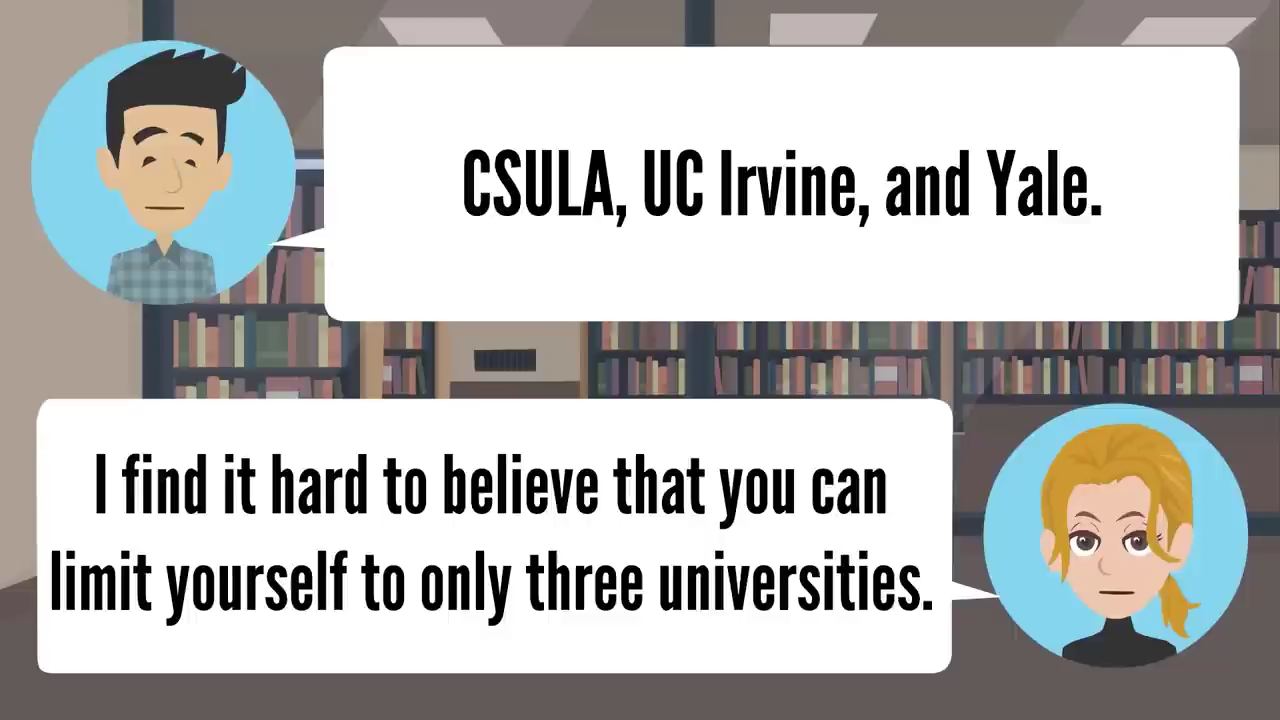 CSULA, UC Irvine, and Yale.
I find it hard to believe that you can
limit yourself to only three universities.